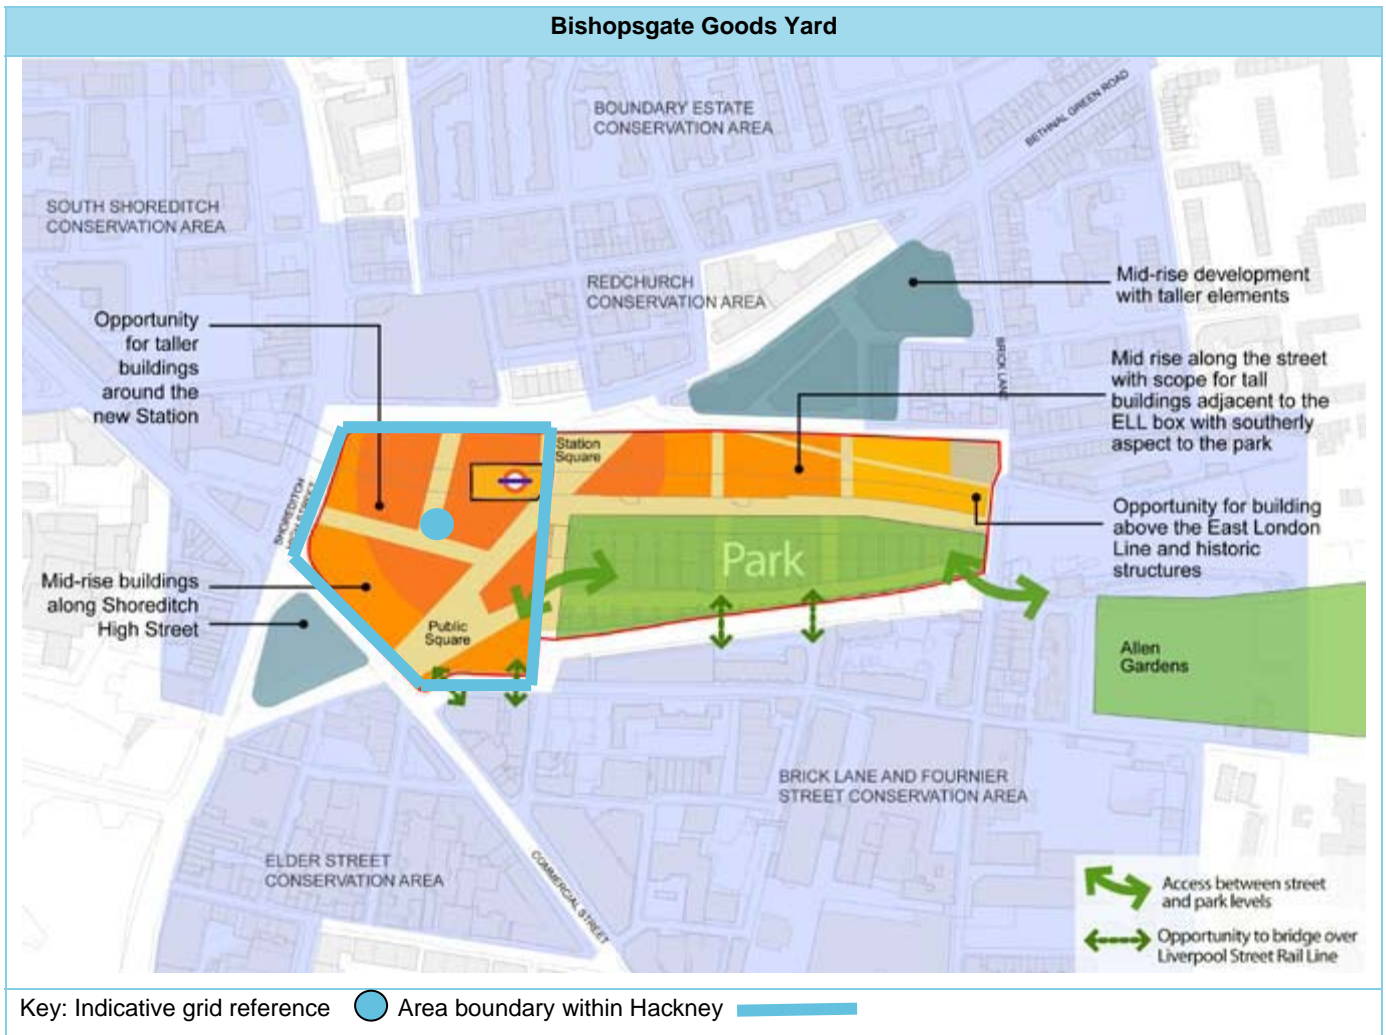 Bishopsgate Goods Yard
BOUNDARY ESTATE
CONSERVATION AREA
BETHNAL GREEN ROAD
SOUTH SHOREDITCH
CONSERVATION AREA
REDCHURCH
CONSERVATION AREA
Mid-rise development
with taller elements
Opportunity
for taller
buildings
around the
new Station
BRICK LANE
Mid rise along the street
with scope for tall
buildings adjacent to the
ELL box with southerly
aspect to the park
Station
Square
SHOREDITCH
HIGH STREET
Opportunity for building
above the East London
Line and historic
structures
Park
Mid-rise buildings
along Shoreditch
High Street
Public
Square
Allen
Gardens
BRICK LANE AND FOURNIER
STREET CONSERVATION AREA
ELDER STREET
CONSERVATION AREA
COMMERCIAL STREET
Access between street
and park levels
Opportunity to bridge over
Liverpool Street Rail Line
Key: Indicative grid reference Area boundary within Hackney